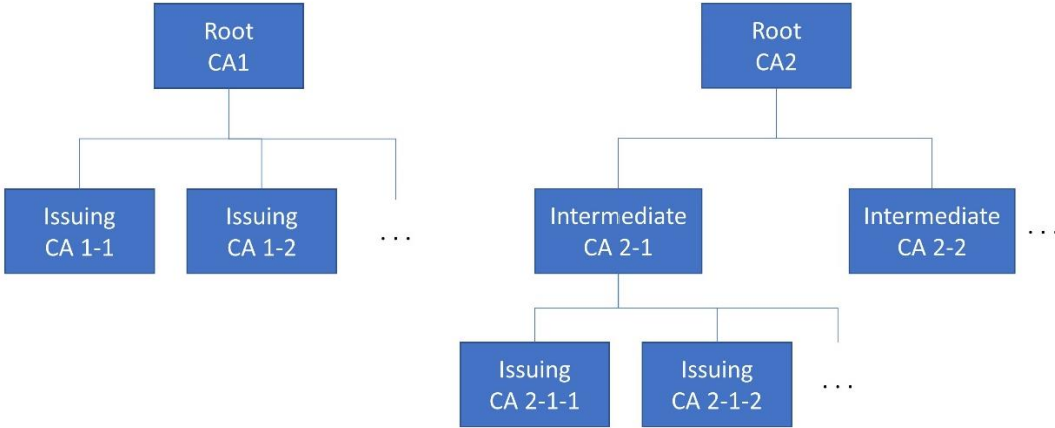 Root
CA1
Root
CA2
Issuing
CA 1-1
Issuing
CA 1-2
...
Intermediate
CA 2-1
Intermediate
CA 2-2
...
Issuing
CA 2-1-1
Issuing
CA 2-1-2
...